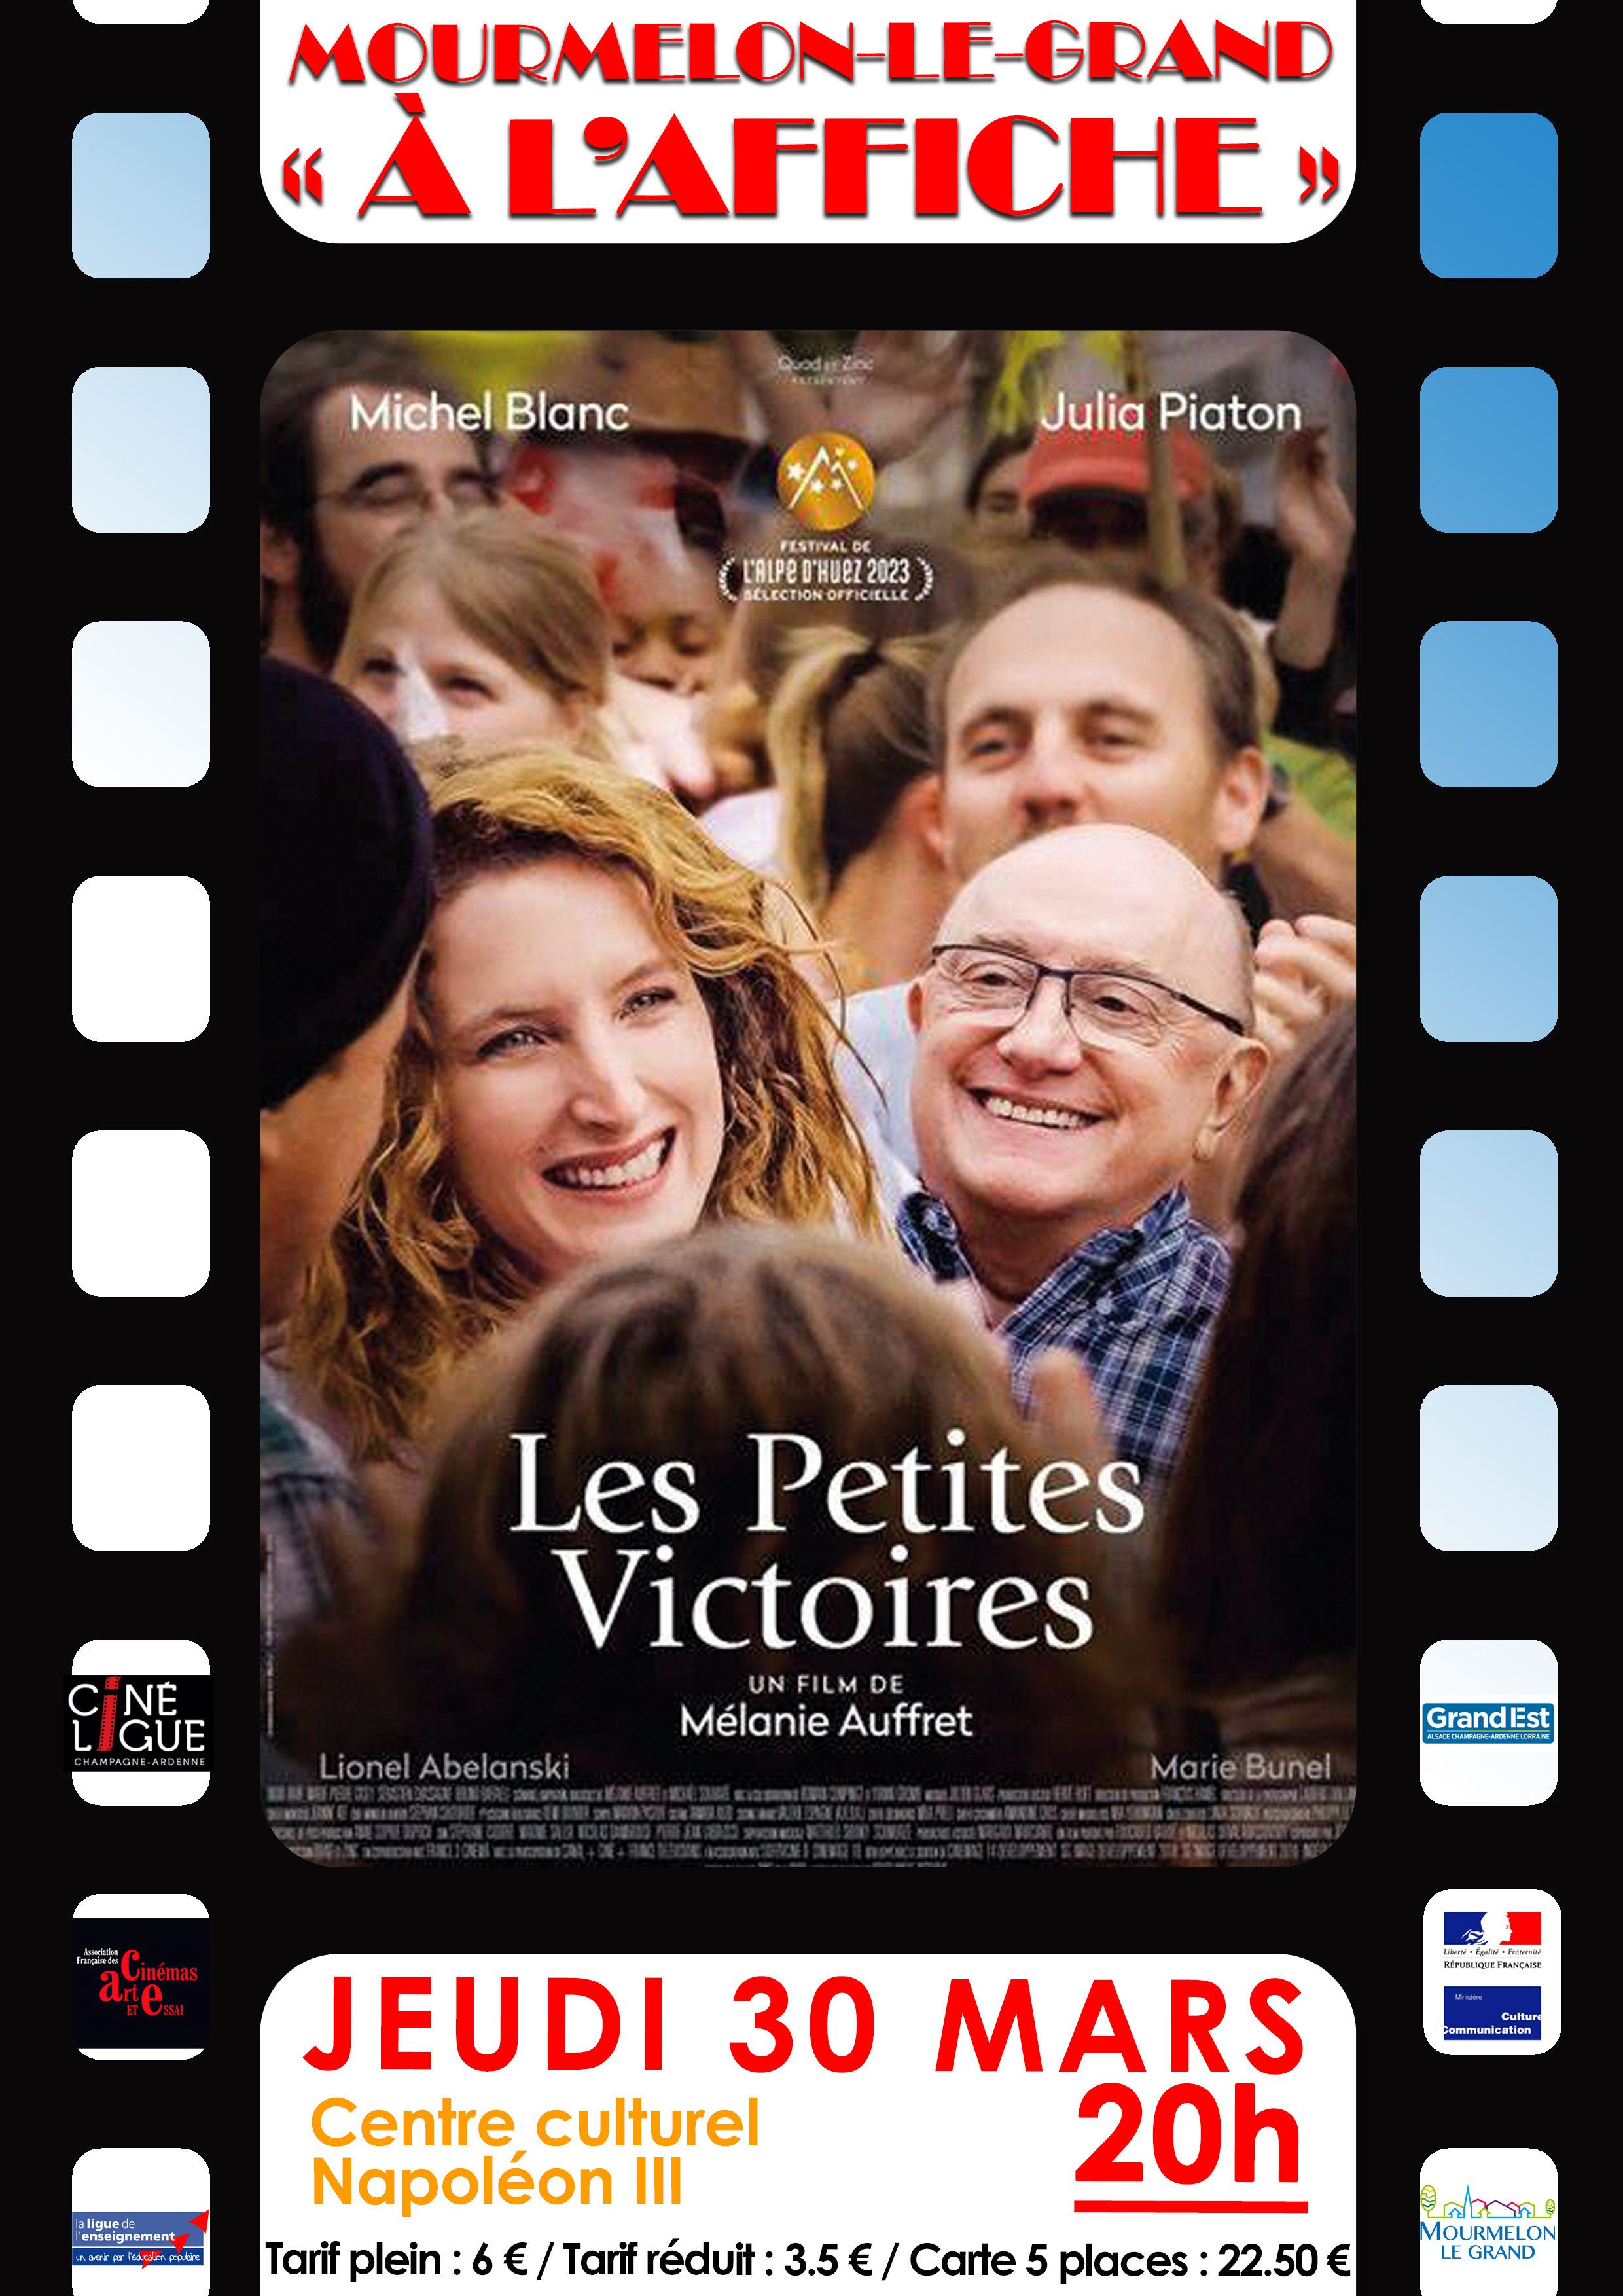 MOURMELON-LE-GRAND
« À L'AFFICHE »
Quad et Zinc
PRÉSENTENT
Michel Blanc
Julia Piaton
FESTIVAL DE
L'ALPE D'HUEZ 2023
SÉLECTION OFFICIELLE
Les Petites
Victoires
UN FILM DE
Mélanie Auffret
Lionel Abelanski
Marie Bunel
CINÉ
LIGUE
CHAMPAGNE-ARDENNE
Grand Est
ALSACE CHAMPAGNE-ARDENNE LORRAINE
Association
Française des
Cinémas
art
ET Essai
Liberté • Égalité • Fraternité
RÉPUBLIQUE FRANÇAISE
Ministère
Culture
Communication
JEUDI 30 MARS
20h
Centre culturel
Napoléon III
la ligue de
l'enseignement
un avenir par l'éducation populaire
MOURMELON
LE GRAND
Tarif plein : 6 € / Tarif réduit : 3.5 € / Carte 5 places : 22.50 €